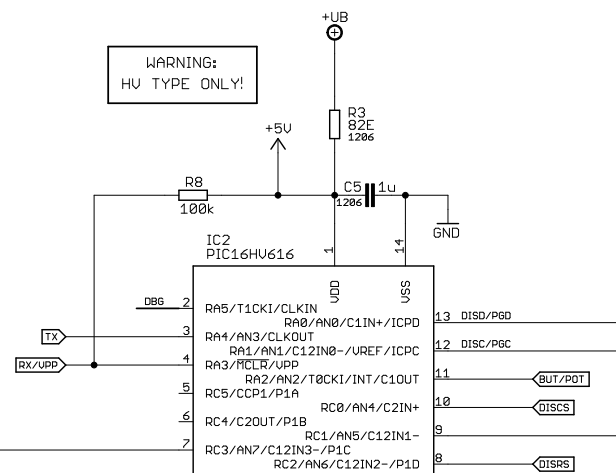 +UB
WARNING:
HV TYPE ONLY!
R3
82E
1206
+5V
R8
100k
C5
1u
1206
GND
IC2
PIC16HV616
1
14
VDD
VSS
DBG
2
RA5/T1CKI/CLKIN
RA0/AN0/C1IN+/ICPD
13
DISD/PGD
TX
3
RA4/AN3/CLKOUT
RA1/AN1/C12IN0-/VREF/ICPC
12
DISC/PGC
RX/VPP
4
RA3/MCLR/VPP
RA2/AN2/T0CKI/INT/C1OUT
11
BUT/POT
5
RC5/CCP1/P1A
RC0/AN4/C2IN+
10
DISCS
6
RC4/C2OUT/P1B
RC1/AN5/C12IN1-
9
7
RC3/AN7/C12IN3-/P1C
RC2/AN6/C12IN2-/P1D
8
DISRS